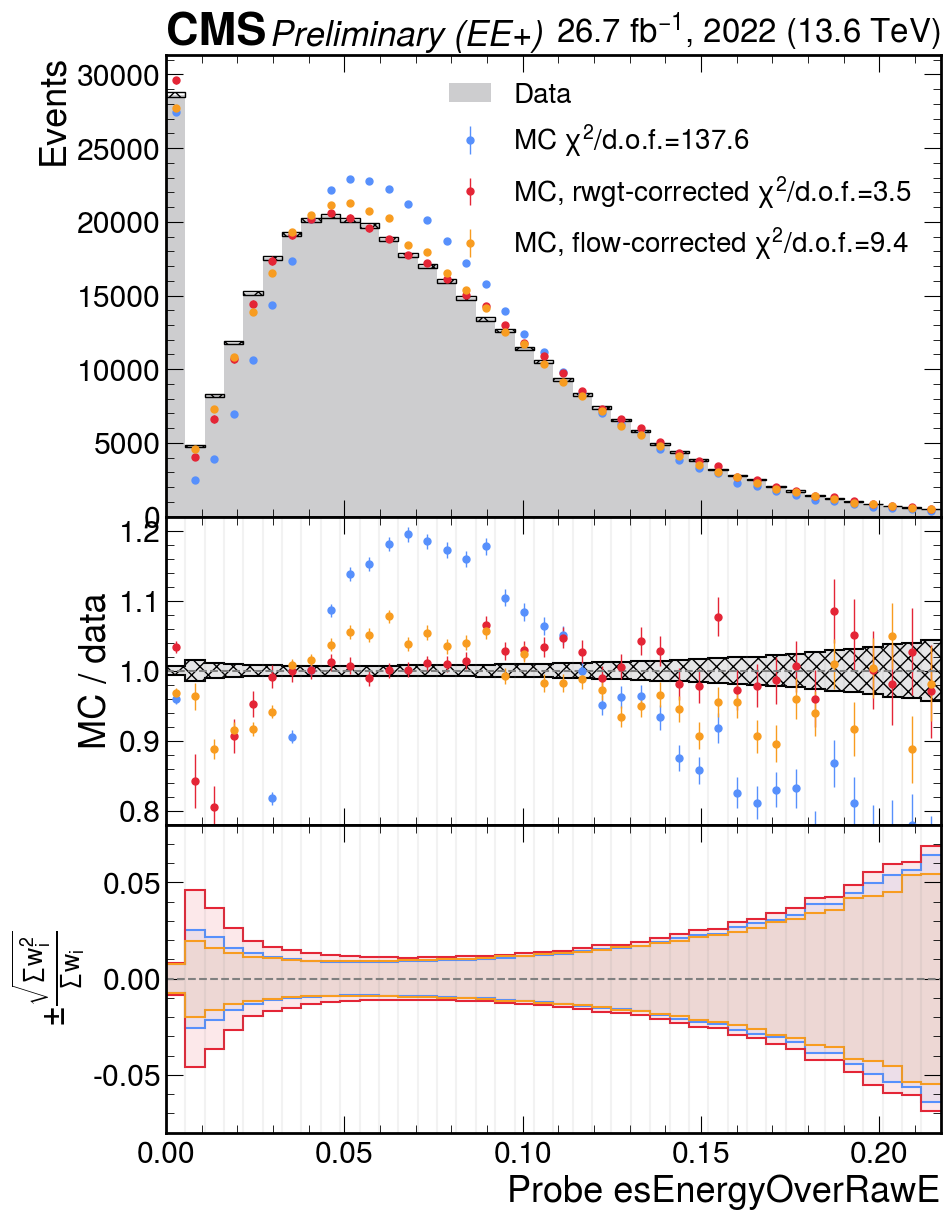 CMS Preliminary (EE+) 26.7 fb⁻¹, 2022 (13.6 TeV)
Events
30000
25000
20000
15000
10000
5000
0
Data
MC χ²/d.o.f.=137.6
MC, rwgt-corrected χ²/d.o.f.=3.5
MC, flow-corrected χ²/d.o.f.=9.4
MC / data
1.2
1.1
1.0
0.9
0.8
±√Σwᵢ²/Σwᵢ
0.05
0.00
-0.05
0.00 0.05 0.10 0.15 0.20
Probe esEnergyOverRawE